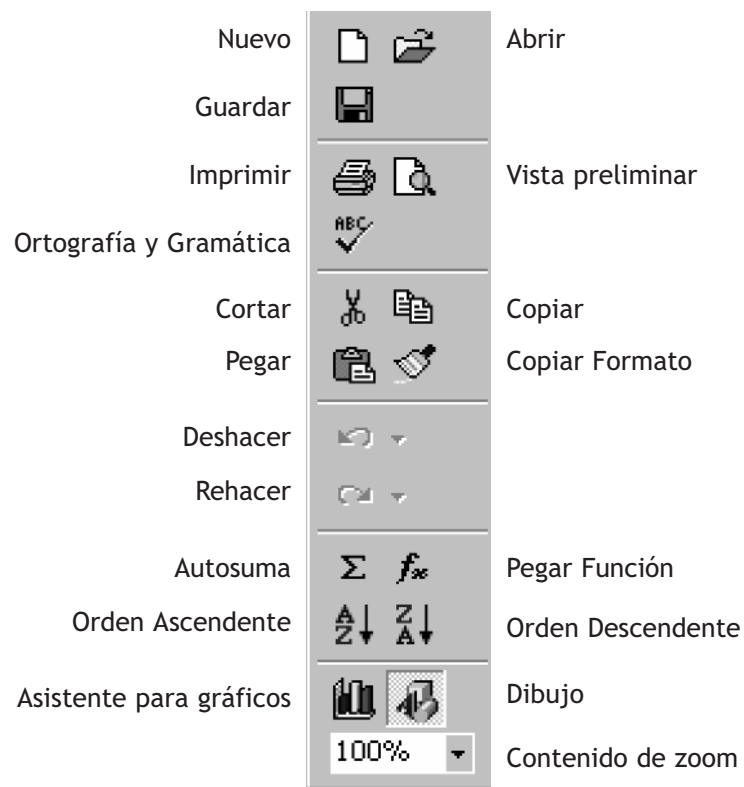 Nuevo Abrir
Guardar
Imprimir Vista preliminar
Ortografía y Gramática ABC
Cortar Copiar
Pegar Copiar Formato
Deshacer
Rehacer
Autosuma Σ fx Pegar Función
Orden Ascendente A Z Z A Orden Descendente
Asistente para gráficos Dibujo
100% Contenido de zoom